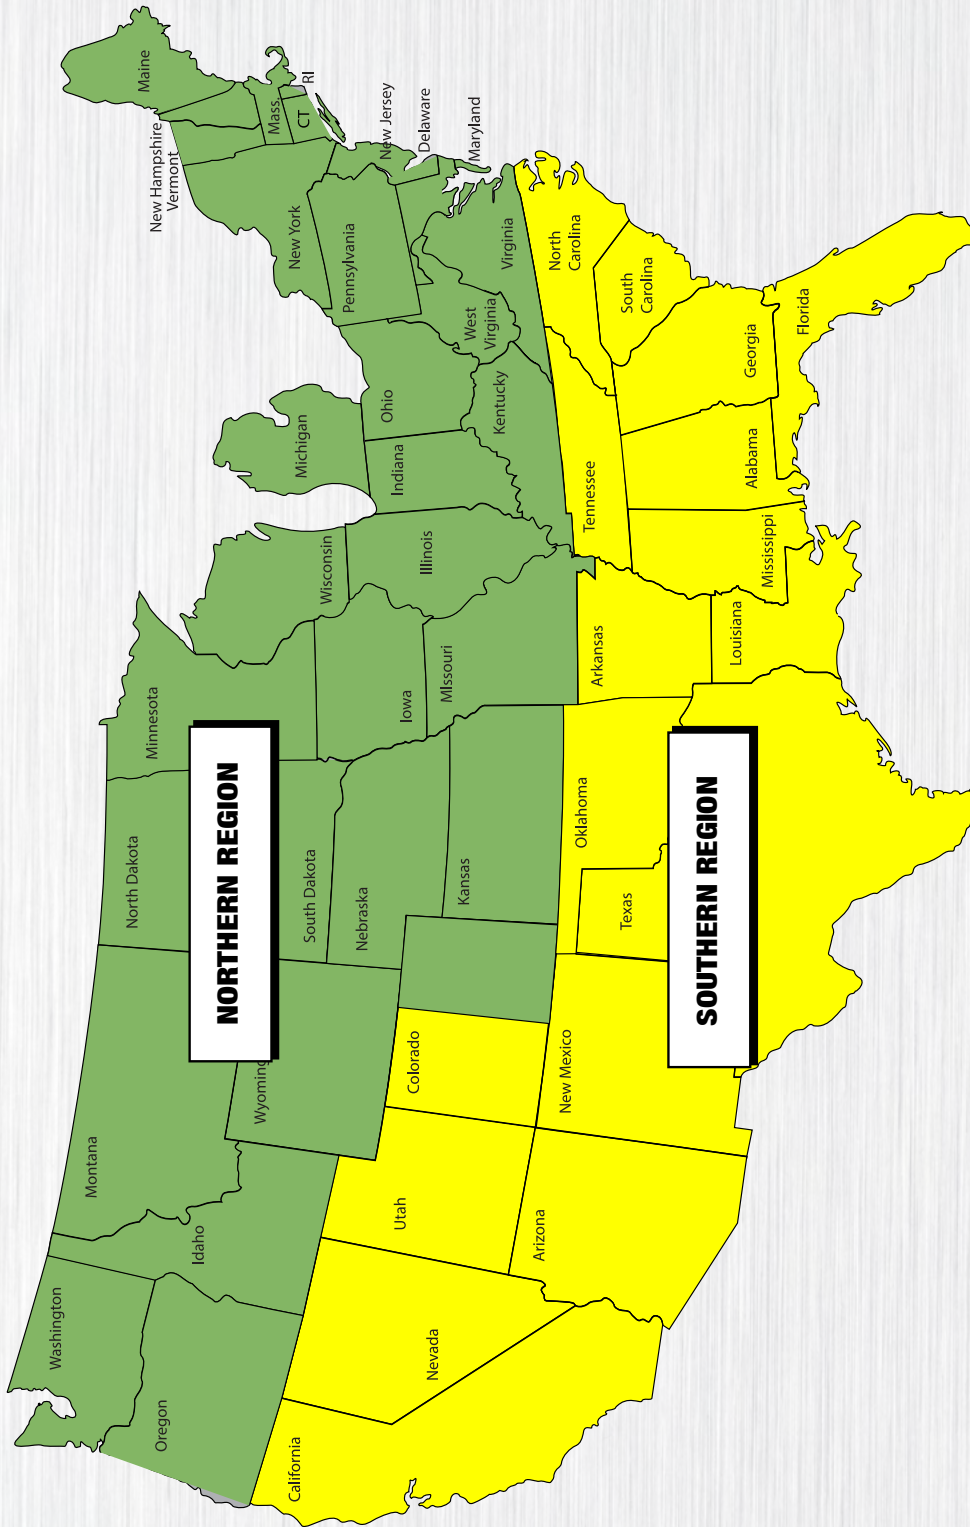 Washington
Oregon
Idaho
Montana
Wyoming
North Dakota
South Dakota
Minnesota
Nebraska
Kansas
Iowa
MIssouri
Wisconsin
Illinois
Michigan
Indiana
Ohio
Kentucky
West
Virginia
Virginia
Pennsylvania
New York
New Hampshire
Vermont
Maine
Mass.
CT
RI
New Jersey
Delaware
Maryland
NORTHERN REGION
California
Nevada
Utah
Arizona
Colorado
New Mexico
Texas
Oklahoma
Arkansas
Louisiana
Mississippi
Alabama
Tennessee
Georgia
Florida
South
Carolina
North
Carolina
SOUTHERN REGION